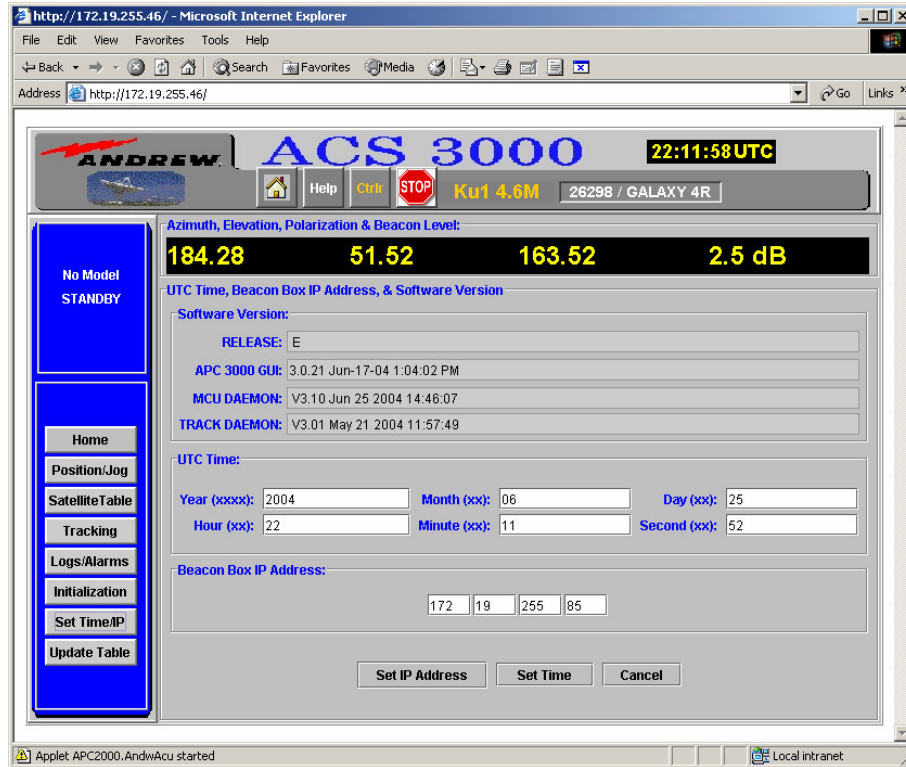 http://172.19.255.46/ - Microsoft Internet Explorer
File Edit View Favorites Tools Help
Back Search Favorites Media
Address http://172.19.255.46/ Go Links »
ANDREW. ACS 3000 22:11:58 UTC
Help Ctrlr STOP Ku1 4.6M 26298 / GALAXY 4R
Azimuth, Elevation, Polarization & Beacon Level:
184.28 51.52 163.52 2.5 dB
No Model
STANDBY
UTC Time, Beacon Box IP Address, & Software Version
Software Version:
RELEASE: E
APC 3000 GUI: 3.0.21 Jun-17-04 1:04:02 PM
MCU DAEMON: V3.10 Jun 25 2004 14:46:07
TRACK DAEMON: V3.01 May 21 2004 11:57:49
Home
Position/Jog
SatelliteTable
Tracking
Logs/Alarms
Initialization
Set Time/IP
Update Table
UTC Time:
Year (xxxx): 2004 Month (xx): 06 Day (xx): 25
Hour (xx): 22 Minute (xx): 11 Second (xx): 52
Beacon Box IP Address:
172 19 255 85
Set IP Address Set Time Cancel
Applet APC2000.AndwAcu started Local intranet